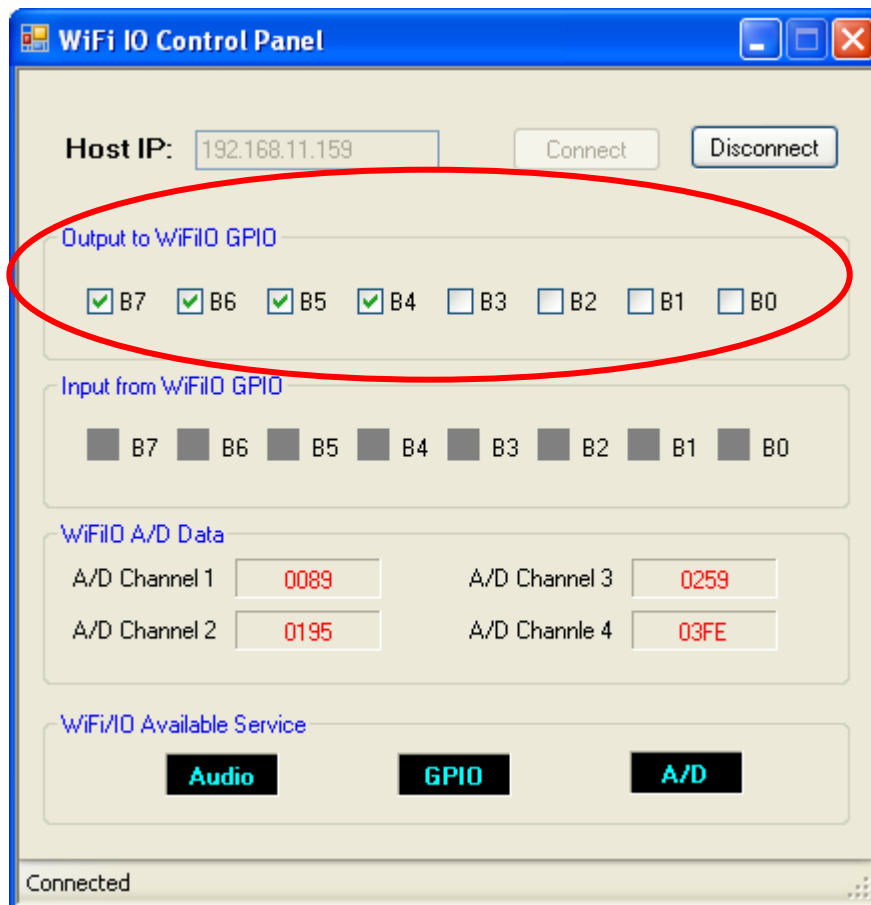 WiFi IO Control Panel
Host IP: 192.168.11.159 Connect Disconnect
Output to WiFiIO GPIO
B7 B6 B5 B4 B3 B2 B1 B0
Input from WiFiIO GPIO
B7 B6 B5 B4 B3 B2 B1 B0
WiFiIO A/D Data
A/D Channel 1 0089 A/D Channel 3 0259
A/D Channel 2 0195 A/D Channle 4 03FE
WiFi/IO Available Service
Audio GPIO A/D
Connected